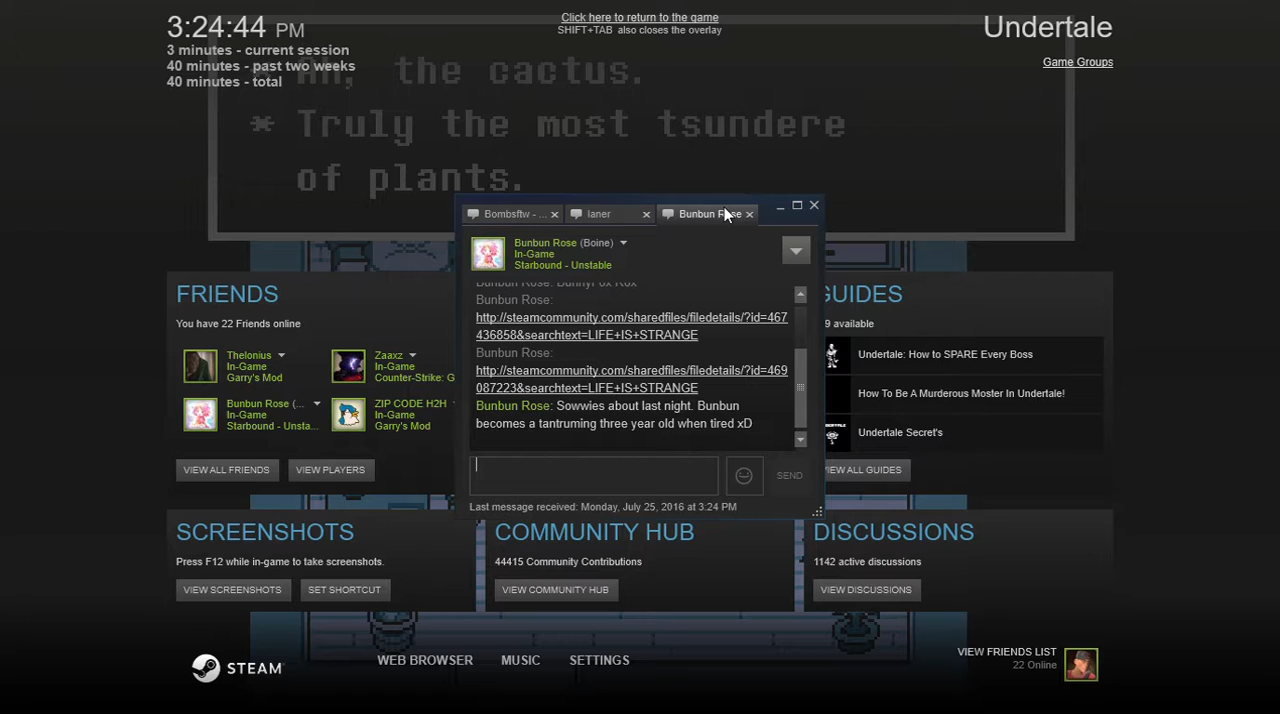 3:24:44 PM
3 minutes - current session
40 minutes - past two weeks
40 minutes - total
Click here to return to the game
SHIFT+TAB also closes the overlay
Undertale
Game Groups
Ah, the cactus.
* Truly the most tsundere
of plants.
Bombsftw - ...
laner
Bunbun Rose
Bunbun Rose (Boine)
In-Game
Starbound - Unstable
Bunbun Rose: BunnyFox Rox
Bunbun Rose:
http://steamcommunity.com/sharedfiles/filedetails/?id=467
436858&searchtext=LIFE+IS+STRANGE
Bunbun Rose:
http://steamcommunity.com/sharedfiles/filedetails/?id=469
087223&searchtext=LIFE+IS+STRANGE
Bunbun Rose: Sowwies about last night. Bunbun
becomes a tantruming three year old when tired xD
SEND
Last message received: Monday, July 25, 2016 at 3:24 PM
FRIENDS
You have 22 Friends online
Thelonius
In-Game
Garry's Mod
Zaaxz
In-Game
Counter-Strike: G
Bunbun Rose (...
In-Game
Starbound - Unsta...
ZIP CODE H2H
In-Game
Garry's Mod
VIEW ALL FRIENDS
VIEW PLAYERS
GUIDES
9 available
Undertale: How to SPARE Every Boss
How To Be A Murderous Moster In Undertale!
Undertale Secret's
VIEW ALL GUIDES
SCREENSHOTS
Press F12 while in-game to take screenshots.
VIEW SCREENSHOTS
SET SHORTCUT
COMMUNITY HUB
44415 Community Contributions
VIEW COMMUNITY HUB
DISCUSSIONS
1142 active discussions
VIEW DISCUSSIONS
STEAM
WEB BROWSER
MUSIC
SETTINGS
VIEW FRIENDS LIST
22 Online